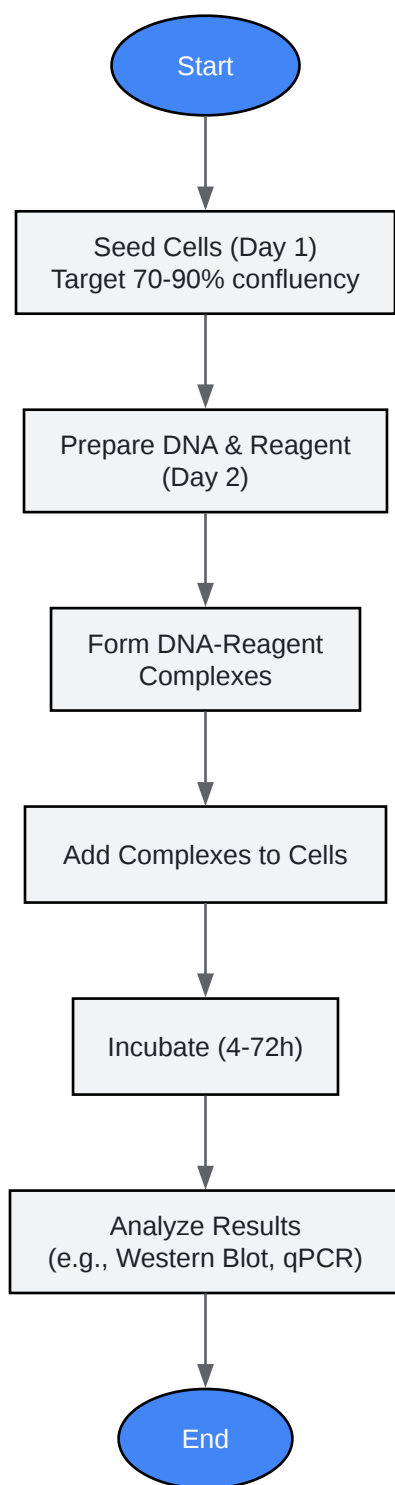 Start
Seed Cells (Day 1)
Target 70-90% confluency
Prepare DNA & Reagent
(Day 2)
Form DNA-Reagent
Complexes
Add Complexes to Cells
Incubate (4-72h)
Analyze Results
(e.g., Western Blot, qPCR)
End